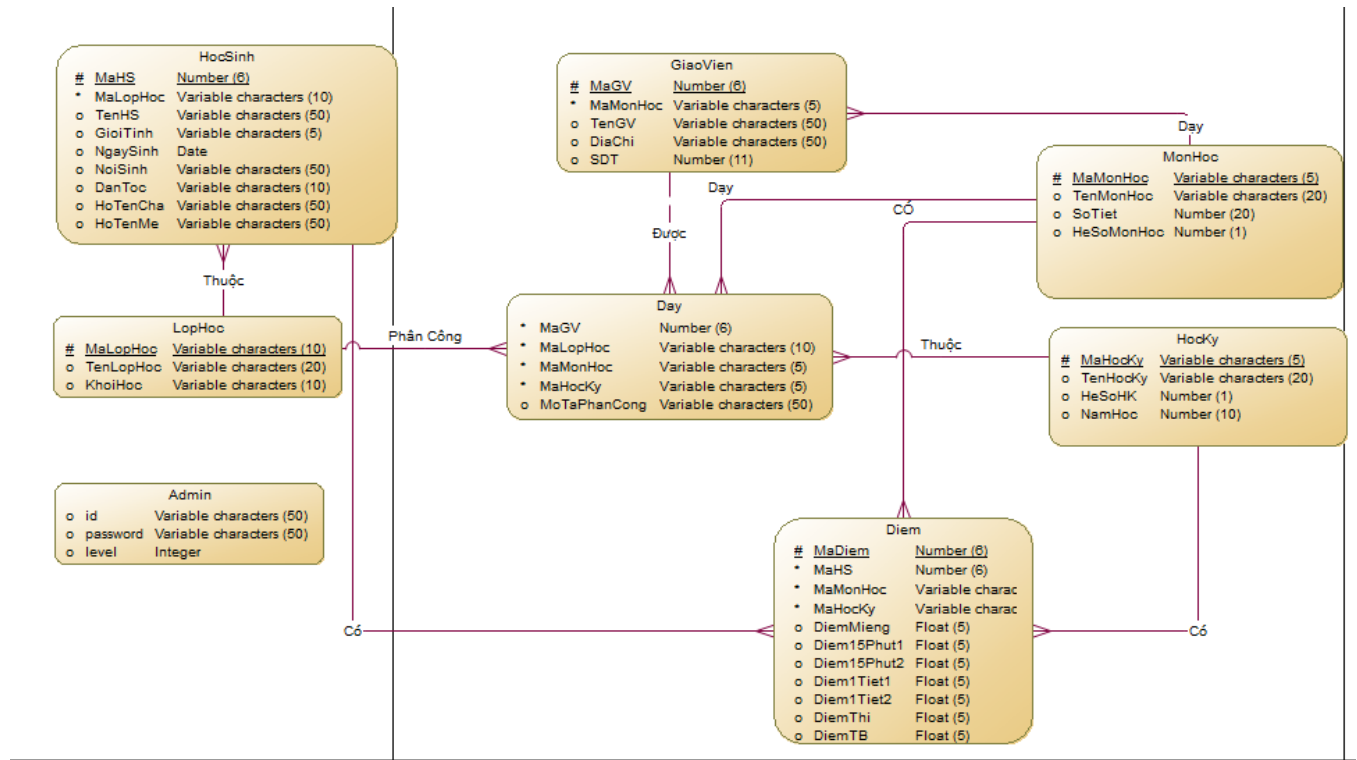 HocSinh
# MaHS Number (6)
* MaLopHoc Variable characters (10)
o TenHS Variable characters (50)
o GioiTinh Variable characters (5)
o NgaySinh Date
o NoiSinh Variable characters (50)
o DanToc Variable characters (10)
o HoTenCha Variable characters (50)
o HoTenMe Variable characters (50)
GiaoVien
# MaGV Number (6)
* MaMonHoc Variable characters (5)
o TenGV Variable characters (50)
o DiaChi Variable characters (50)
o SDT Number (11)
Dạy
MonHoc
# MaMonHoc Variable characters (5)
o TenMonHoc Variable characters (20)
o SoTiet Number (20)
o HeSoMonHoc Number (1)
Dạy
CÓ
Được
Thuộc
LopHoc
# MaLopHoc Variable characters (10)
o TenLopHoc Variable characters (20)
o KhoiHoc Variable characters (10)
Phân Công
Day
* MaGV Number (6)
* MaLopHoc Variable characters (10)
* MaMonHoc Variable characters (5)
* MaHocKy Variable characters (5)
o MoTaPhanCong Variable characters (50)
Thuộc
HocKy
# MaHocKy Variable characters (5)
o TenHocKy Variable characters (20)
o HeSoHK Number (1)
o NamHoc Number (10)
Admin
o id Variable characters (50)
o password Variable characters (50)
o level Integer
Diem
# MaDiem Number (6)
* MaHS Number (6)
* MaMonHoc Variable charac
* MaHocKy Variable charac
o DiemMieng Float (5)
o Diem15Phut1 Float (5)
o Diem15Phut2 Float (5)
o Diem1Tiet1 Float (5)
o Diem1Tiet2 Float (5)
o DiemThi Float (5)
o DiemTB Float (5)
Có
Có